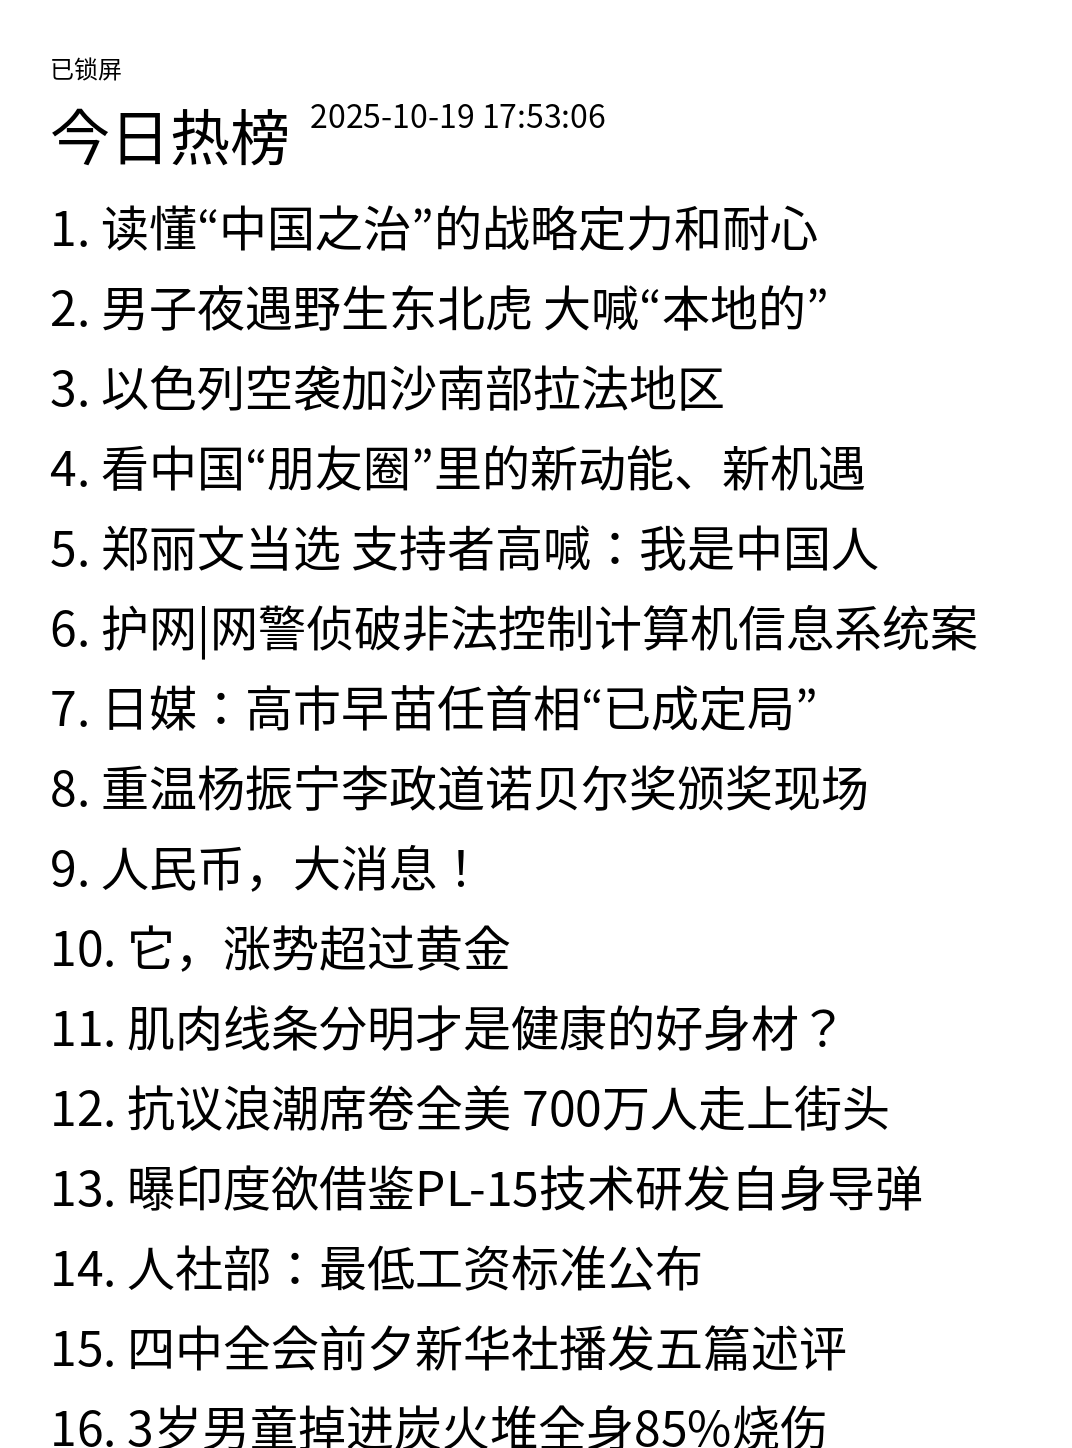 已锁屏
今日热榜 2025-10-19 17:53:06
1. 读懂“中国之治”的战略定力和耐心
2. 男子夜遇野生东北虎 大喊“本地的”
3. 以色列空袭加沙南部拉法地区
4. 看中国“朋友圈”里的新动能、新机遇
5. 郑丽文当选 支持者高喊：我是中国人
6. 护网|网警侦破非法控制计算机信息系统案
7. 日媒：高市早苗任首相“已成定局”
8. 重温杨振宁李政道诺贝尔奖颁奖现场
9. 人民币，大消息！
10. 它，涨势超过黄金
11. 肌肉线条分明才是健康的好身材？
12. 抗议浪潮席卷全美 700万人走上街头
13. 曝印度欲借鉴PL-15技术研发自身导弹
14. 人社部：最低工资标准公布
15. 四中全会前夕新华社播发五篇述评
16. 3岁男童掉进炭火堆全身85%烧伤